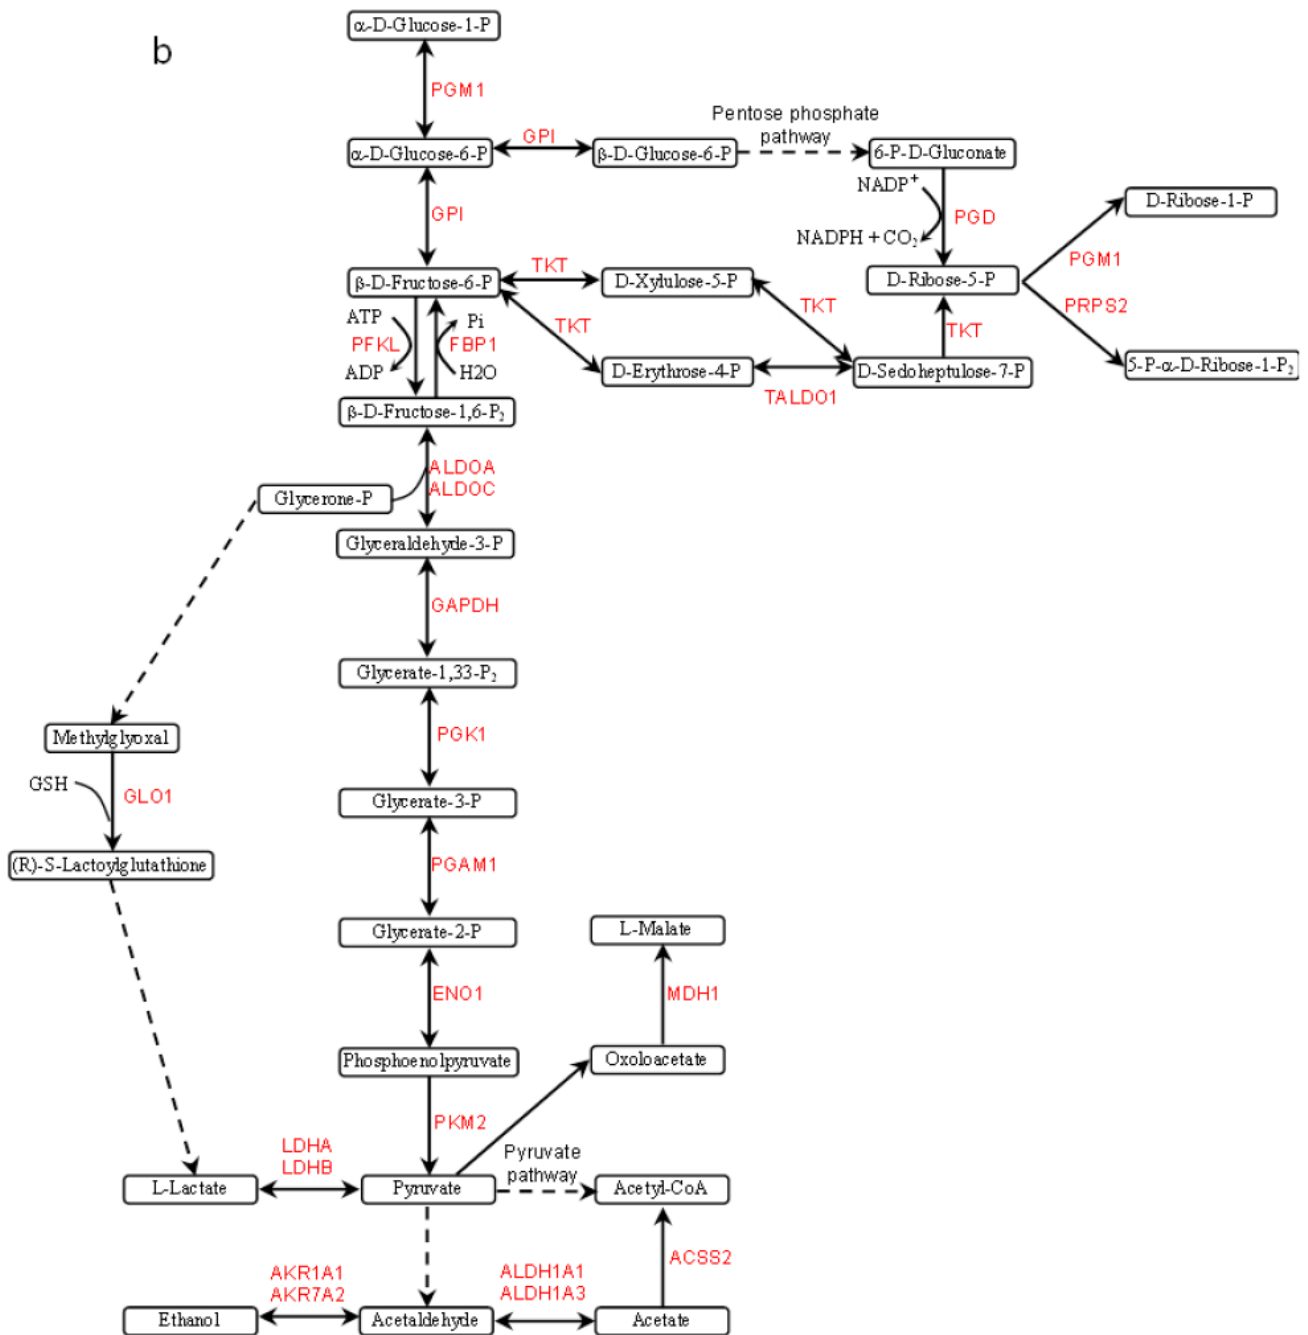 b
α-D-Glucose-1-P
PGM1
Pentose phosphate
pathway
α-D-Glucose-6-P
GPI
β-D-Glucose-6-P
6-P-D-Gluconate
NADP⁺
NADPH + CO₂
PGD
GPI
D-Ribose-1-P
PGM1
β-D-Fructose-6-P
TKT
D-Xylulose-5-P
D-Ribose-5-P
PRPS2
ATP
PFKL
ADP
Pi
FBP1
H2O
TKT
TKT
TKT
D-Erythrose-4-P
TALDO1
D-Sedoheptulose-7-P
5-P-α-D-Ribose-1-P₂
β-D-Fructose-1,6-P₂
ALDOA
ALDOC
Glycerone-P
Glyceraldehyde-3-P
GAPDH
Glycerate-1,33-P₂
Methylglyoxal
PGK1
GSH
GLO1
Glycerate-3-P
(R)-S-Lactoylglutathione
PGAM1
Glycerate-2-P
L-Malate
ENO1
MDH1
Phosphoenolpyruvate
Oxoloacetate
PKM2
LDHA
LDHB
Pyruvate
pathway
L-Lactate
Pyruvate
Acetyl-CoA
ACSS2
AKR1A1
AKR7A2
ALDH1A1
ALDH1A3
Ethanol
Acetaldehyde
Acetate